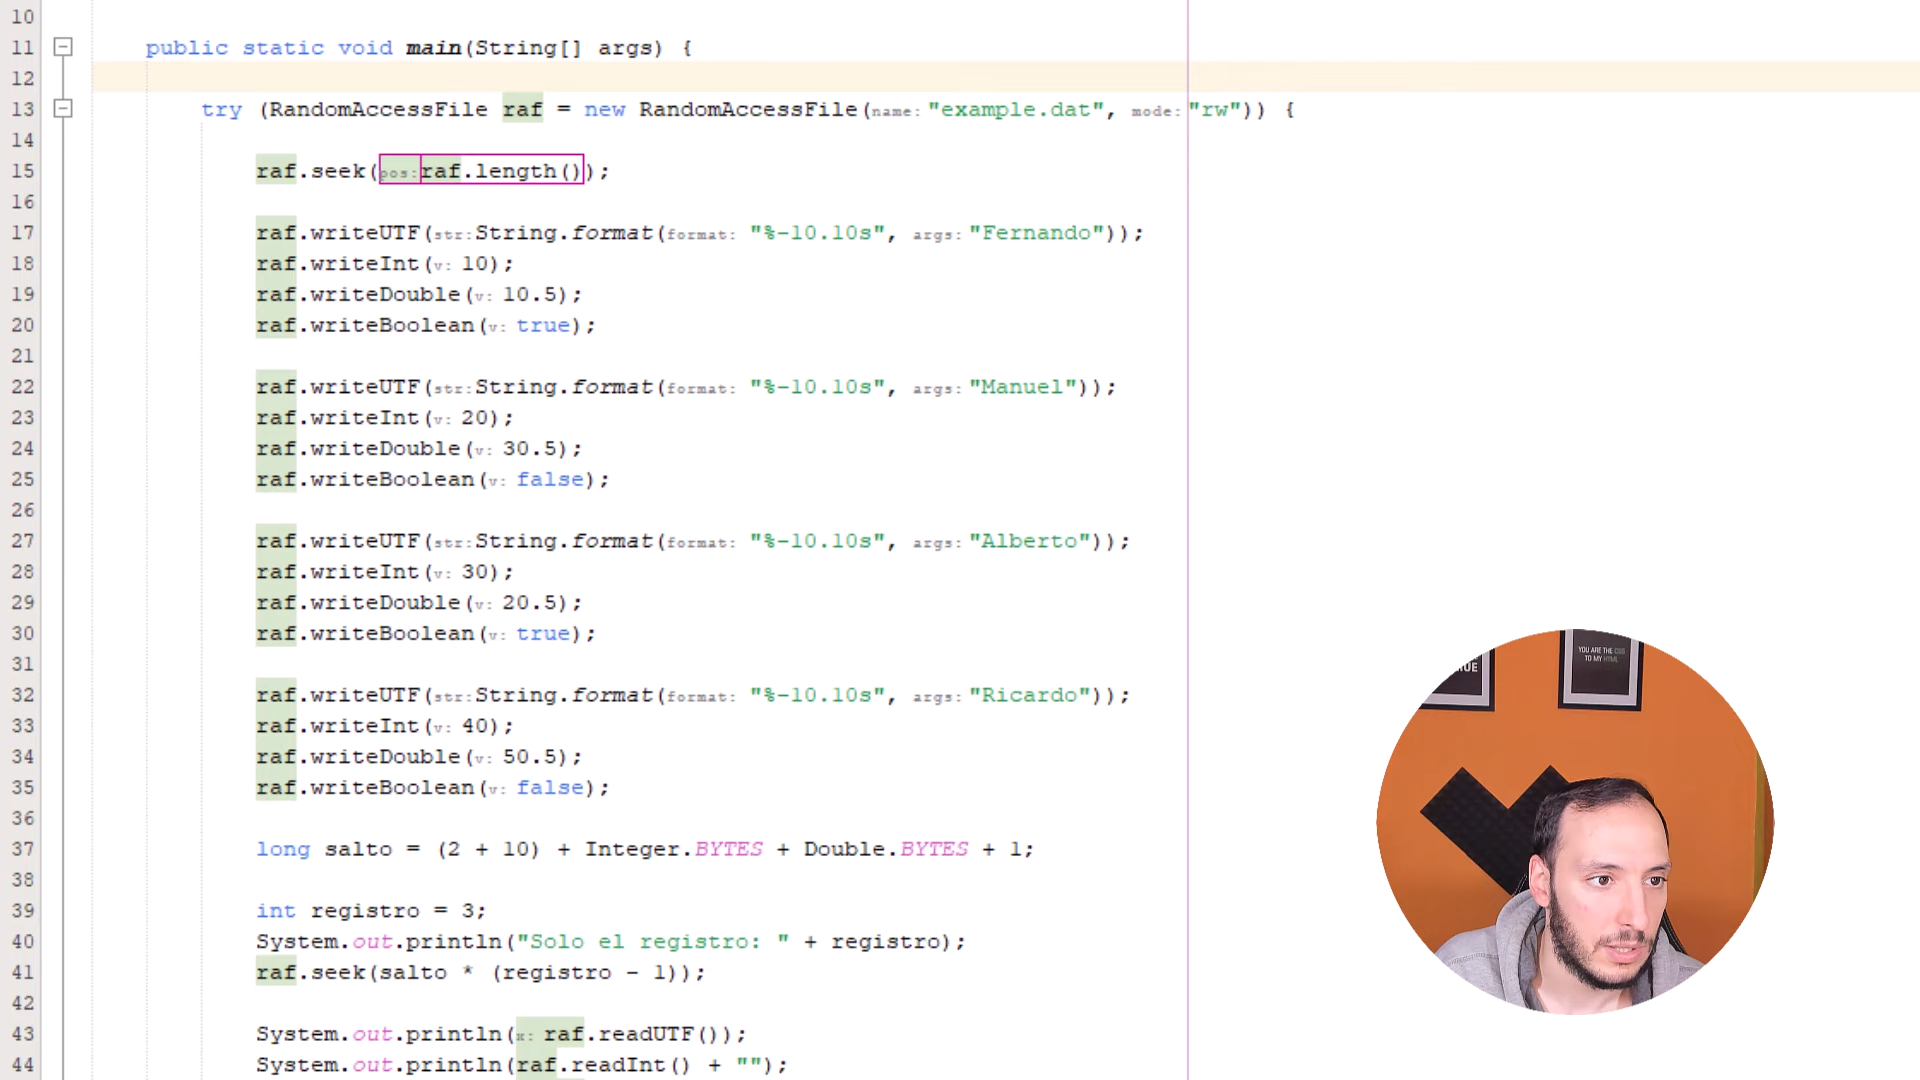 10
11 public static void main(String[] args) {
12
13 try (RandomAccessFile raf = new RandomAccessFile(name: "example.dat", mode: "rw")) {
14
15 raf.seek(pos: raf.length());
16
17 raf.writeUTF(str: String.format(format: "%-10.10s", args: "Fernando"));
18 raf.writeInt(v: 10);
19 raf.writeDouble(v: 10.5);
20 raf.writeBoolean(v: true);
21
22 raf.writeUTF(str: String.format(format: "%-10.10s", args: "Manuel"));
23 raf.writeInt(v: 20);
24 raf.writeDouble(v: 30.5);
25 raf.writeBoolean(v: false);
26
27 raf.writeUTF(str: String.format(format: "%-10.10s", args: "Alberto"));
28 raf.writeInt(v: 30);
29 raf.writeDouble(v: 20.5);
30 raf.writeBoolean(v: true);
31
32 raf.writeUTF(str: String.format(format: "%-10.10s", args: "Ricardo"));
33 raf.writeInt(v: 40);
34 raf.writeDouble(v: 50.5);
35 raf.writeBoolean(v: false);
36
37 long salto = (2 + 10) + Integer.BYTES + Double.BYTES + 1;
38
39 int registro = 3;
40 System.out.println("Solo el registro: " + registro);
41 raf.seek(salto * (registro - 1));
42
43 System.out.println(x: raf.readUTF());
44 System.out.println(raf.readInt() + "");
YOU ARE THE CSS
TO MY HTML